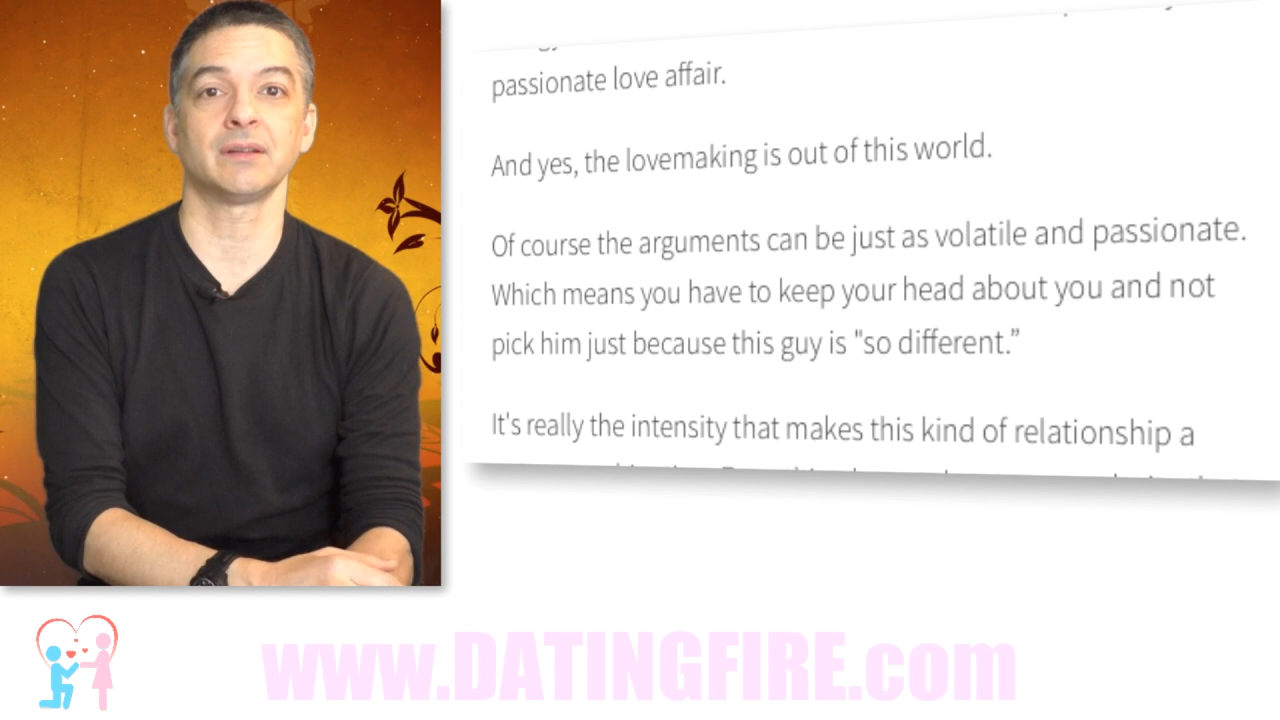 passionate love affair.
And yes, the lovemaking is out of this world.
Of course the arguments can be just as volatile and passionate.
Which means you have to keep your head about you and not
pick him just because this guy is "so different.”
It's really the intensity that makes this kind of relationship a
www.DATINGFIRE.com